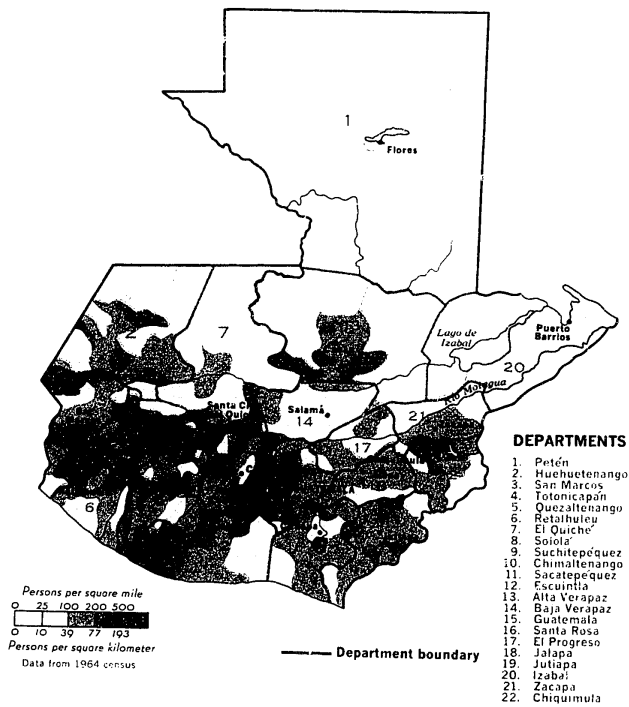 1
Flores
Lago de
Izabal
Puerto
Barrios
20
Río Motagua
2
7
Santa C
Quic
Salamá
14
21
17
6
DEPARTMENTS
1. Petén
2. Huehuetenango
3. San Marcos
4. Totonicapán
5. Quezaltenango
6. Retalhuleu
7. El Quiché
8. Sololá
9. Suchitepéquez
10. Chimaltenango
11. Sacatepéquez
12. Escuintla
13. Alta Verapaz
14. Baja Verapaz
15. Guatemala
16. Santa Rosa
17. El Progreso
18. Jalapa
19. Jutiapa
20. Izabal
21. Zacapa
22. Chiquimula
Persons per square mile
0 25 100 200 500
0 10 39 77 193
Persons per square kilometer
Data from 1964 census
Department boundary